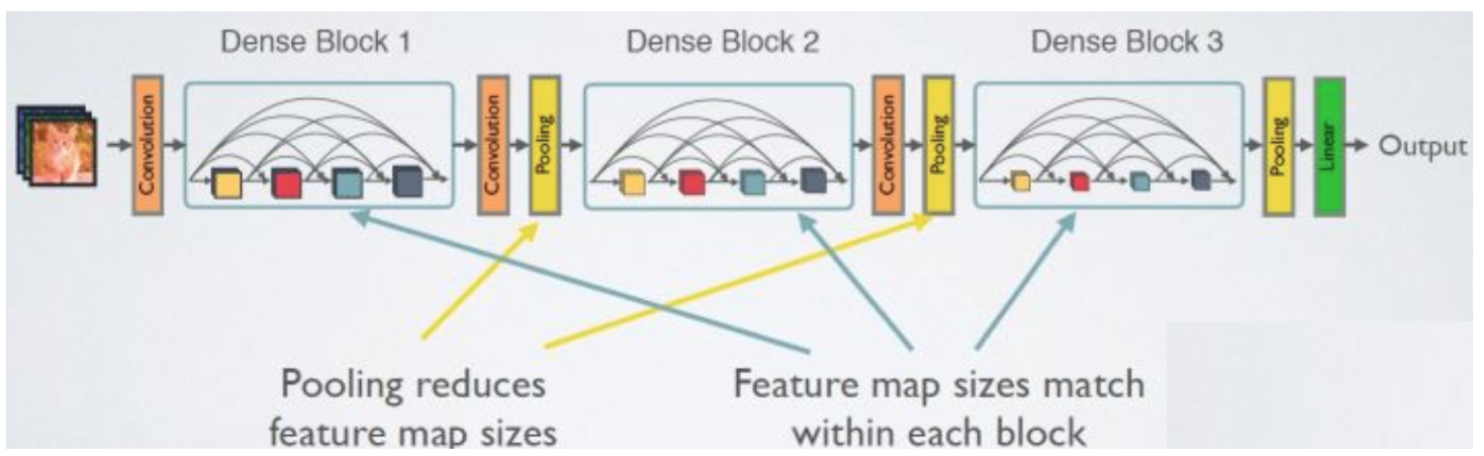 Dense Block 1
Dense Block 2
Dense Block 3
Convolution
Convolution
Pooling
Convolution
Pooling
Pooling
Linear
Output
Pooling reduces
feature map sizes
Feature map sizes match
within each block